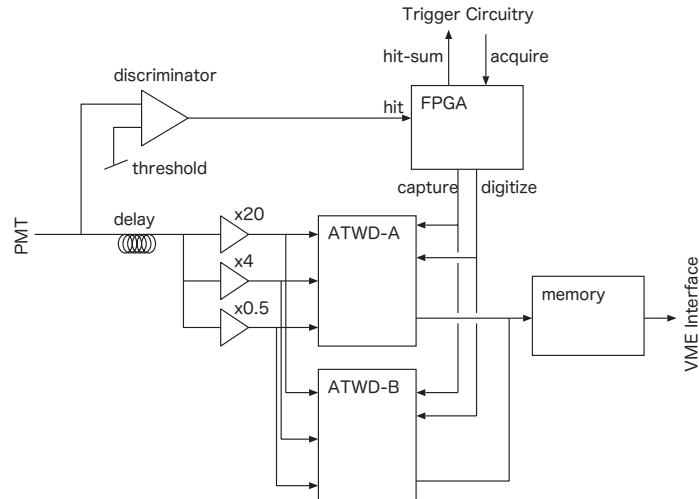 Trigger Circuitry
hit-sum
acquire
discriminator
hit
FPGA
threshold
capture
digitize
PMT
delay
x20
x4
x0.5
ATWD-A
memory
VME Interface
ATWD-B